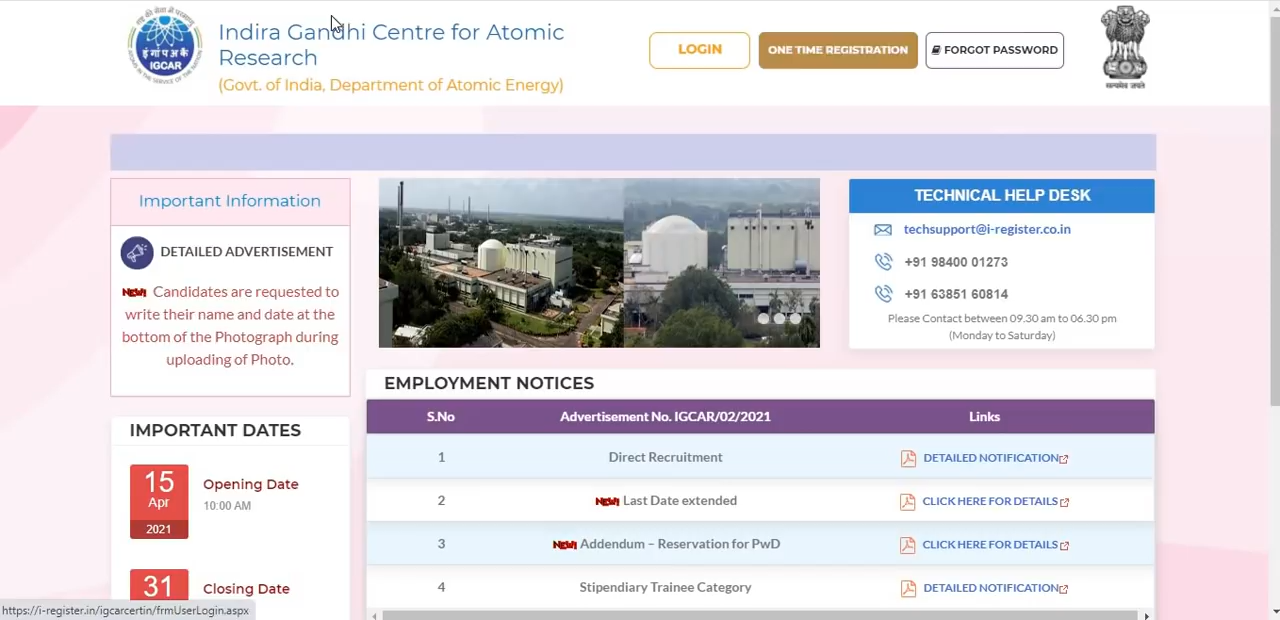 Indira Gandhi Centre for Atomic
Research
(Govt. of India, Department of Atomic Energy)
इं गां प अ कें
IGCAR
LOGIN
ONE TIME REGISTRATION
FORGOT PASSWORD
सत्यमेव जयते
Important Information
DETAILED ADVERTISEMENT
NEW! Candidates are requested to
write their name and date at the
bottom of the Photograph during
uploading of Photo.
TECHNICAL HELP DESK
techsupport@i-register.co.in
+91 98400 01273
+91 63851 60814
Please Contact between 09.30 am to 06.30 pm
(Monday to Saturday)
EMPLOYMENT NOTICES
S.No Advertisement No. IGCAR/02/2021 Links
1 Direct Recruitment DETAILED NOTIFICATION
2 NEW! Last Date extended CLICK HERE FOR DETAILS
3 NEW! Addendum – Reservation for PwD CLICK HERE FOR DETAILS
4 Stipendiary Trainee Category DETAILED NOTIFICATION
IMPORTANT DATES
15
Apr
2021
Opening Date
10:00 AM
31
Closing Date
https://i-register.in/igcarcertin/frmUserLogin.aspx